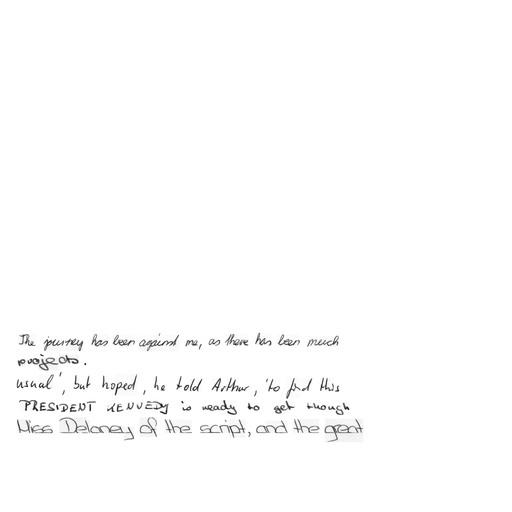 The journey has been against me, as there has been much
projects.
usual', but hoped, he told Arthur, 'to find this
PRESIDENT KENNEDY is ready to get tough
Miss Delaney of the script, and the great